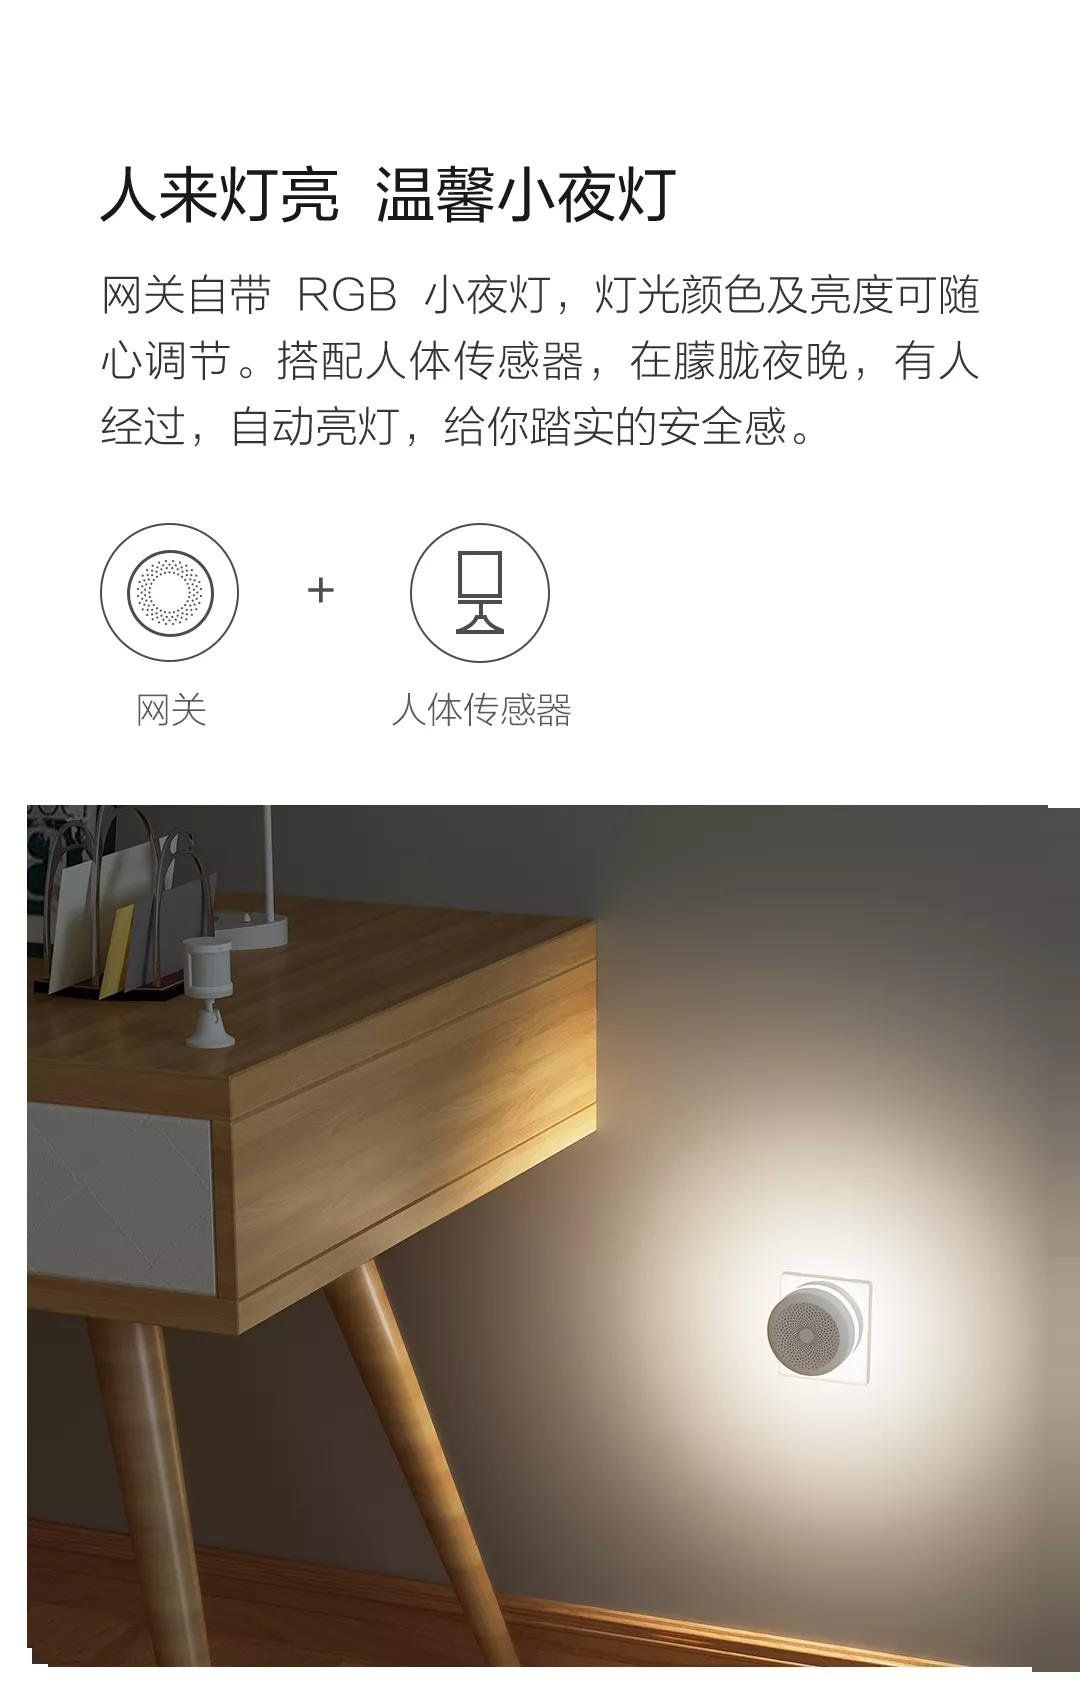 人来灯亮 温馨小夜灯
网关自带 RGB 小夜灯，灯光颜色及亮度可随
心调节。搭配人体传感器，在朦胧夜晚，有人
经过，自动亮灯，给你踏实的安全感。
+
网关
人体传感器